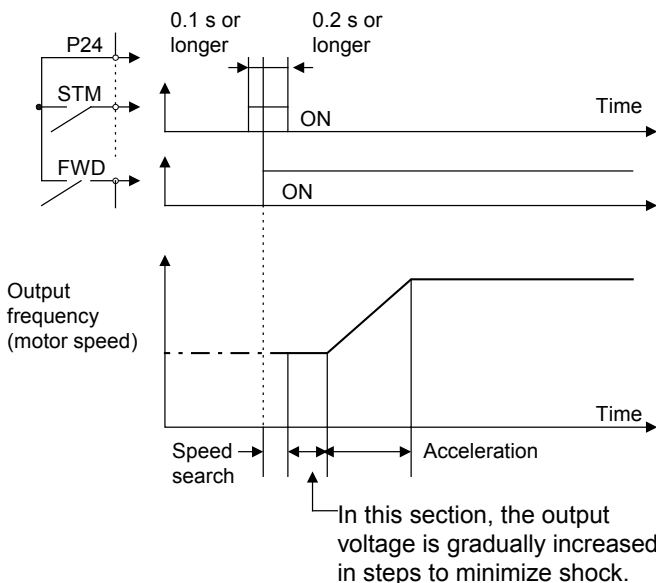 0.1 s or
longer
0.2 s or
longer
P24
STM
ON
Time
FWD
ON
Output
frequency
(motor speed)
Time
Speed
search
Acceleration
In this section, the output
voltage is gradually increased
in steps to minimize shock.